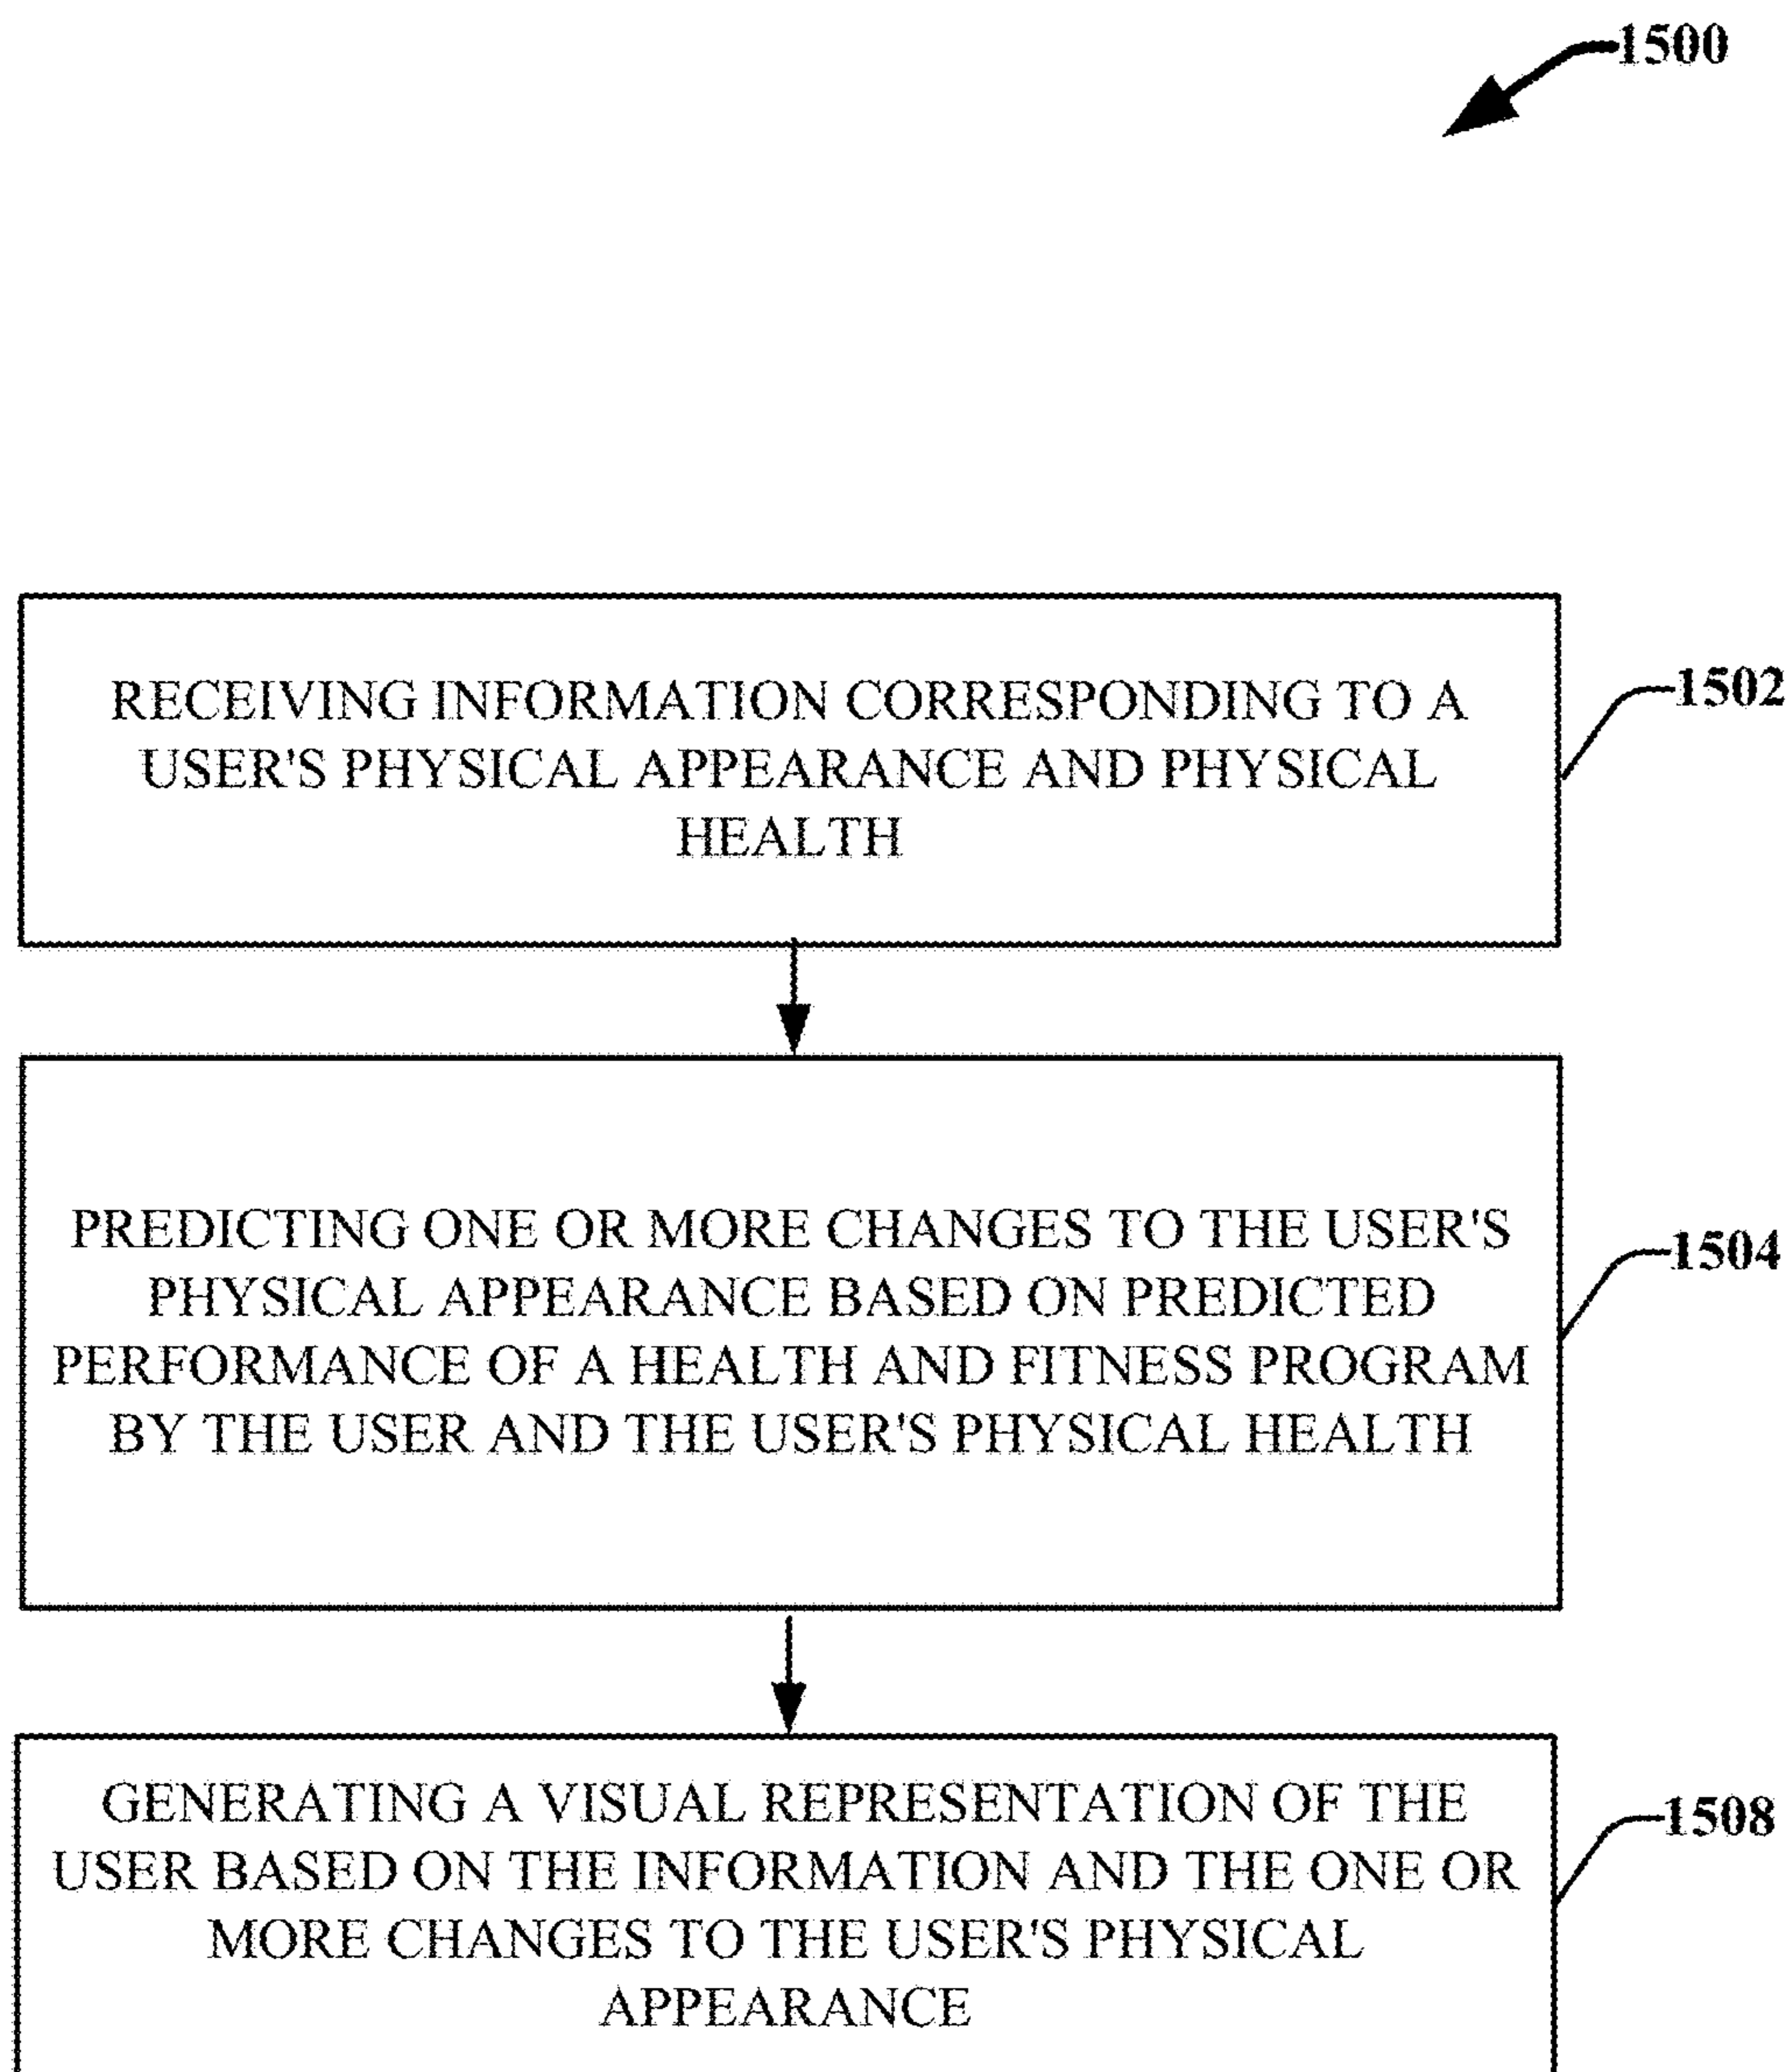 1500
RECEIVING INFORMATION CORRESPONDING TO A
USER'S PHYSICAL APPEARANCE AND PHYSICAL
HEALTH
1502
PREDICTING ONE OR MORE CHANGES TO THE USER'S
PHYSICAL APPEARANCE BASED ON PREDICTED
PERFORMANCE OF A HEALTH AND FITNESS PROGRAM
BY THE USER AND THE USER'S PHYSICAL HEALTH
1504
GENERATING A VISUAL REPRESENTATION OF THE
USER BASED ON THE INFORMATION AND THE ONE OR
MORE CHANGES TO THE USER'S PHYSICAL
APPEARANCE
1508